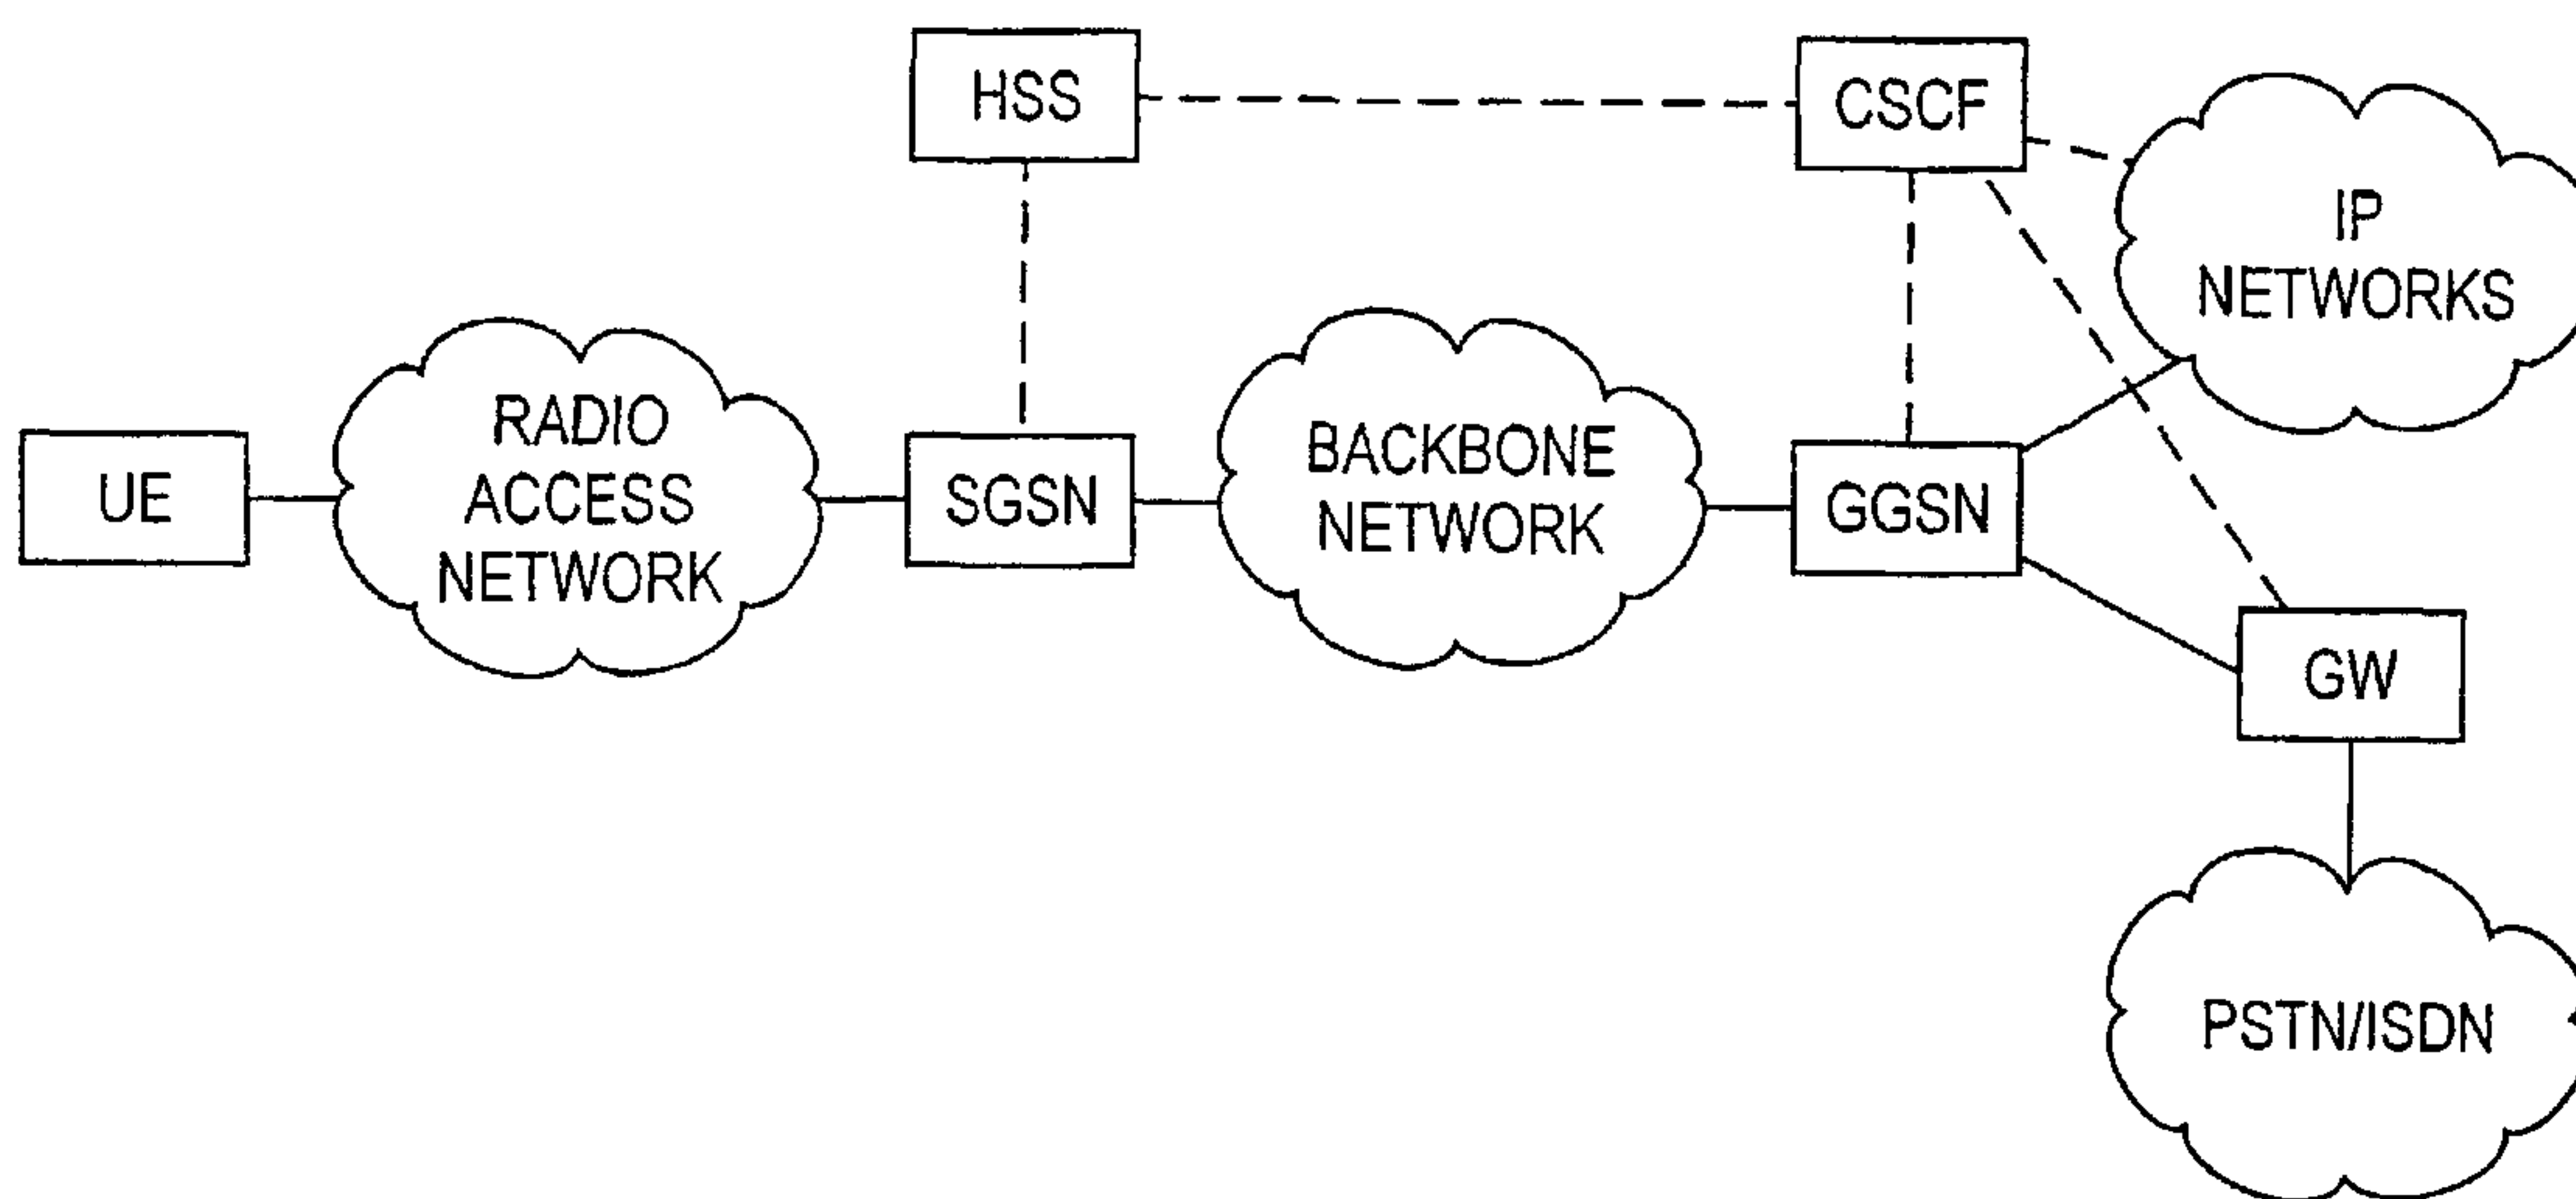 HSS
CSCF
IP
NETWORKS
UE
RADIO
ACCESS
NETWORK
SGSN
BACKBONE
NETWORK
GGSN
GW
PSTN/ISDN